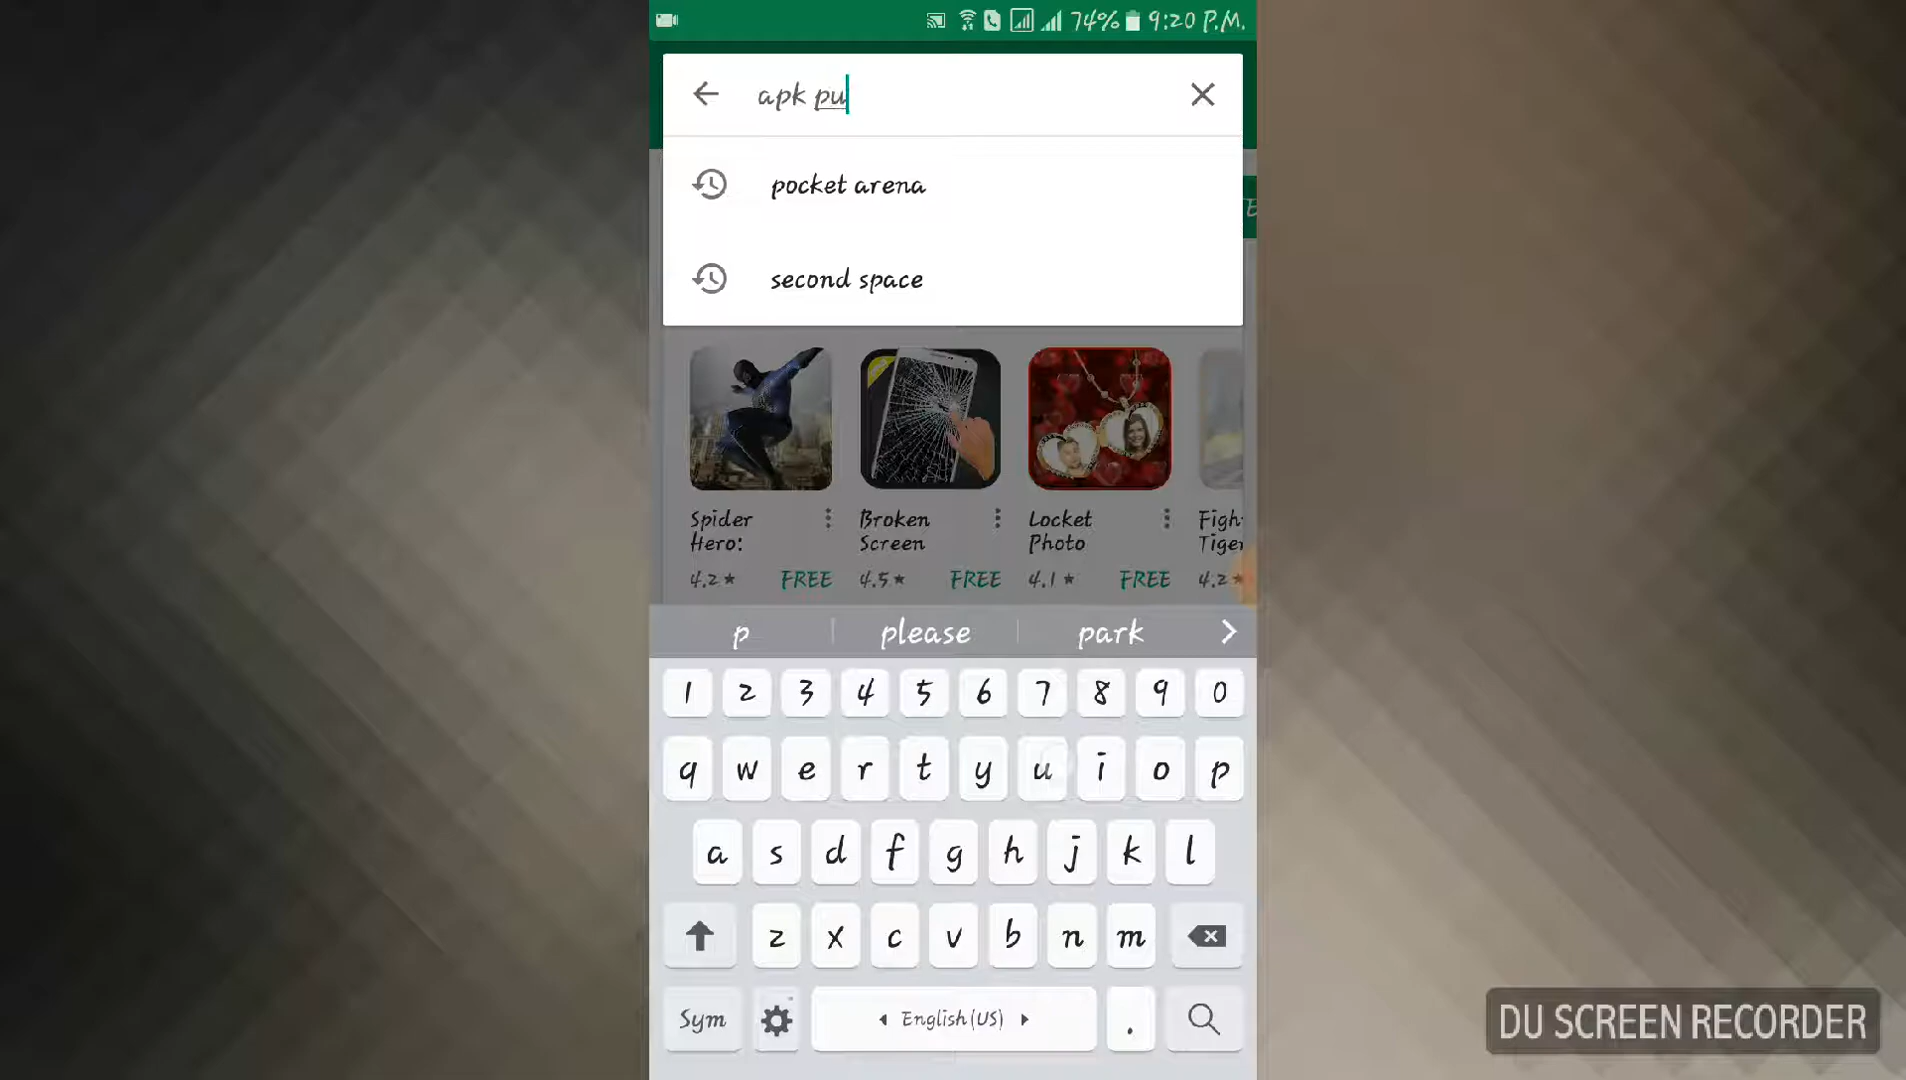 74% 9:20 P.M.
apk pu
pocket arena
second space
Spider
Hero:
4.2★ FREE
Broken
Screen
4.5★ FREE
Locket
Photo
4.1★ FREE
Tiger
4.2★
p please park
1 2 3 4 5 6 7 8 9 0
q w e r t y u i o p
a s d f g h j k l
z x c v b n m
Sym English(US) .
DU SCREEN RECORDER